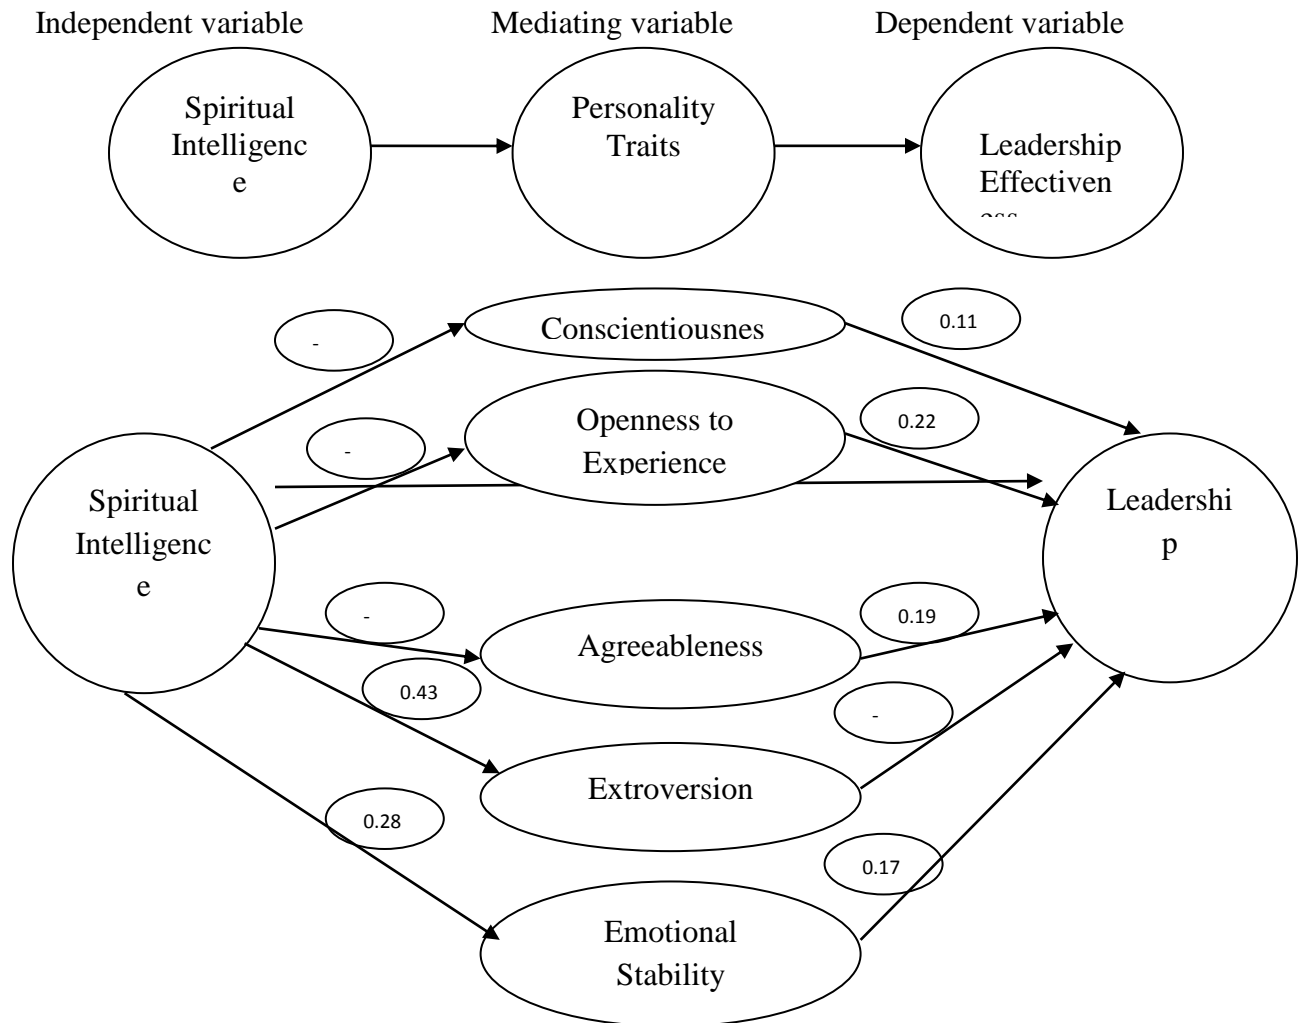 Independent variable
Mediating variable
Dependent variable
Spiritual
Intelligenc
e
Personality
Traits
Leadership
Effectiven
ess
Conscientiousnes
0.11
-
Openness to
Experience
0.22
-
Spiritual
Intelligenc
e
Leadershi
p
-
Agreeableness
0.19
0.43
-
Extroversion
0.28
0.17
Emotional
Stability